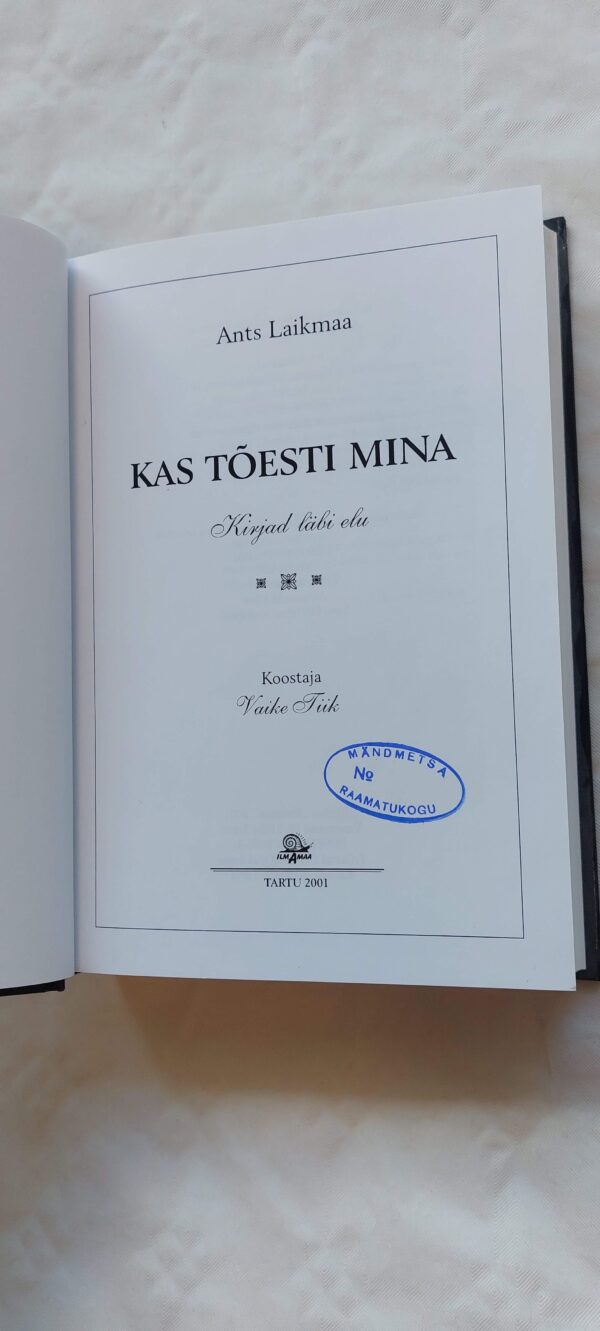 Ants Laikmaa
KAS TÕESTI MINA
Kirjad läbi elu
Koostaja
Vaike Tiik
MÄNDMETSA
№
RAAMATUKOGU
ILMAMAA
TARTU 2001